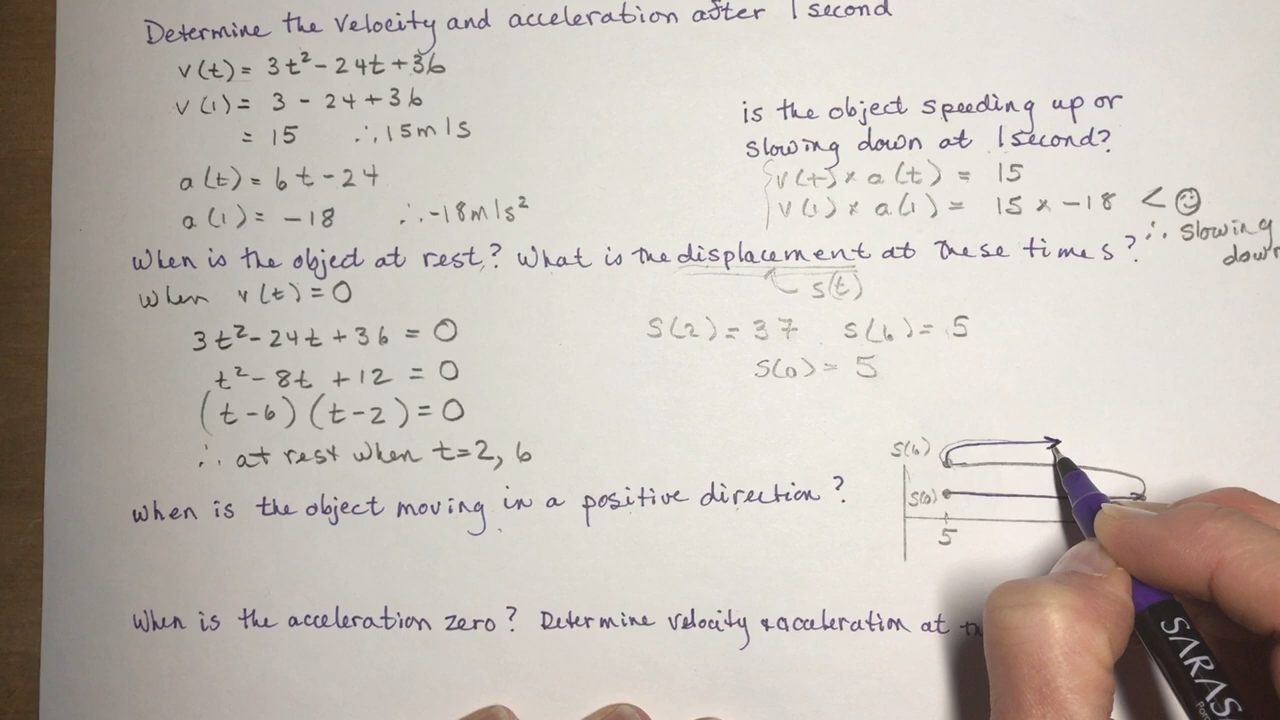 Determine the velocity and acceleration after 1 second
v(t) = 3t² - 24t + 36
v(1) = 3 - 24 + 36
= 15 ∴ 15 m/s
a(t) = 6t - 24
a(1) = -18 ∴ -18 m/s²
is the object speeding up or
slowing down at 1 second?
v(t) x a(t) = 15
v(1) x a(1) = 15 x -18 < ☺
∴ slowing
down
When is the object at rest? What is the displacement at these times?
when v(t) = 0
s(t)
3t² - 24t + 36 = 0
t² - 8t + 12 = 0
(t-6)(t-2) = 0
∴ at rest when t=2, 6
s(2) = 37 s(6) = 5
s(0) = 5
s(6)
s(0)
5
when is the object moving in a positive direction?
When is the acceleration zero? Determine velocity & acceleration at
SARAS